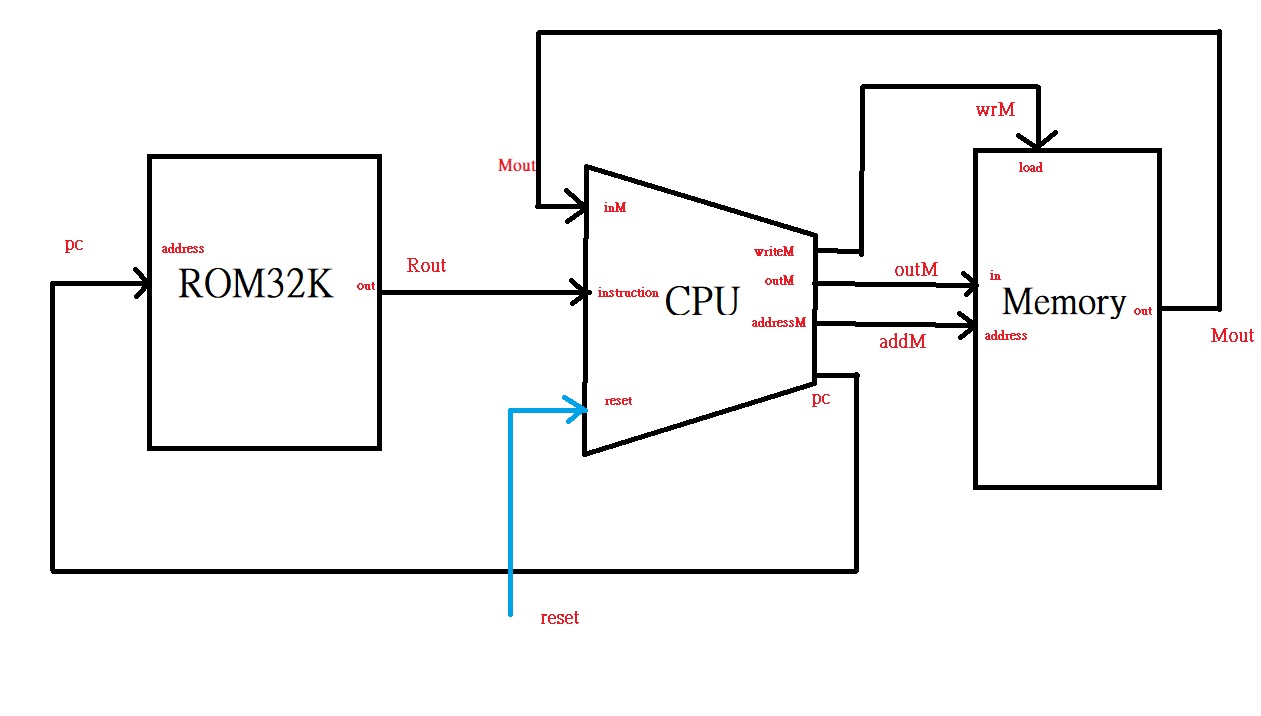 wrM
Mout
load
inM
pc
address
writeM
Rout
outM
in
ROM32K
out
instruction
CPU
outM
Memory
out
addressM
address
addM
Mout
reset
pc
reset